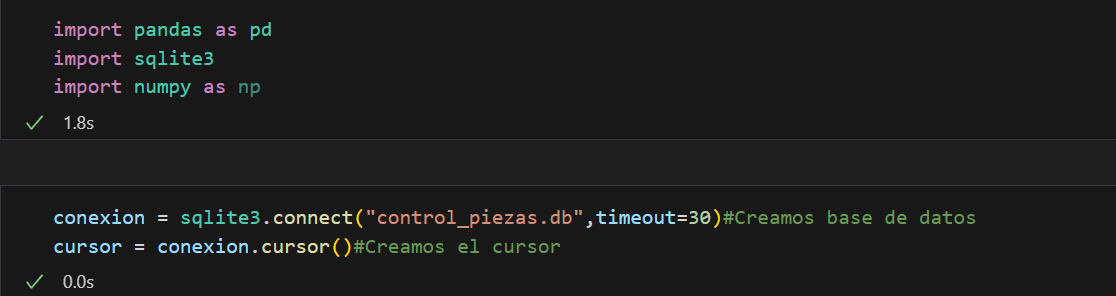 import pandas as pd
import sqlite3
import numpy as np
1.8s
conexion = sqlite3.connect("control_piezas.db",timeout=30)#Creamos base de datos
cursor = conexion.cursor()#Creamos el cursor
0.0s